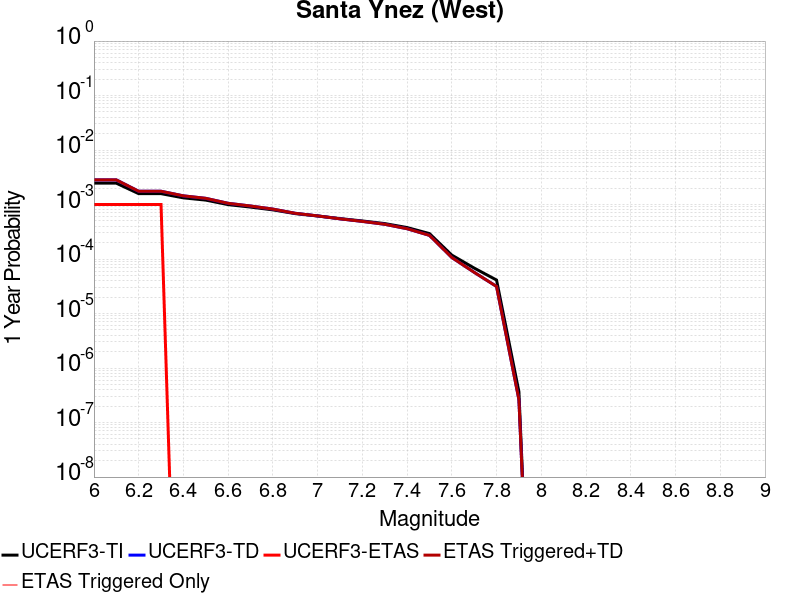 Santa Ynez (West)
10^0
10^-1
10^-2
10^-3
10^-4
10^-5
10^-6
10^-7
10^-8
1 Year Probability
6 6.2 6.4 6.6 6.8 7 7.2 7.4 7.6 7.8 8 8.2 8.4 8.6 8.8 9
Magnitude
UCERF3-TI UCERF3-TD UCERF3-ETAS ETAS Triggered+TD
ETAS Triggered Only